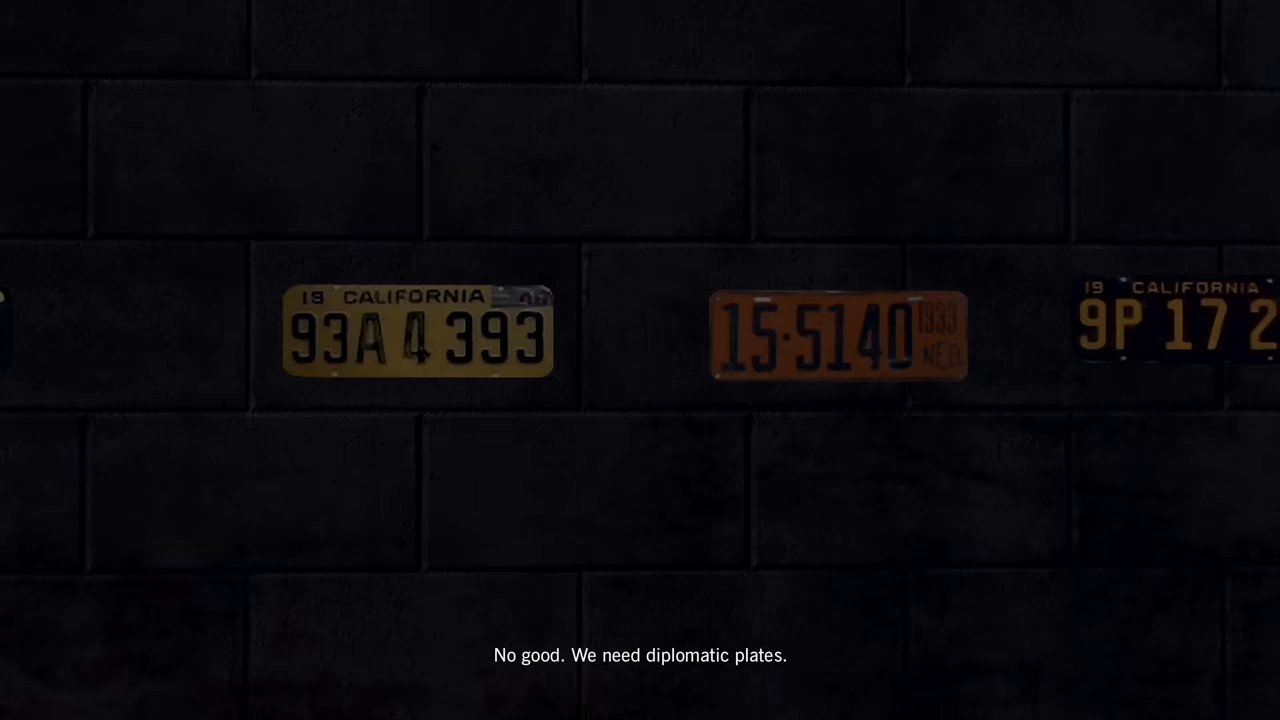 19 CALIFORNIA
93A 4 393
15·5140
1933
NEB
19 CALIFORNIA
9P 17 2
No good. We need diplomatic plates.